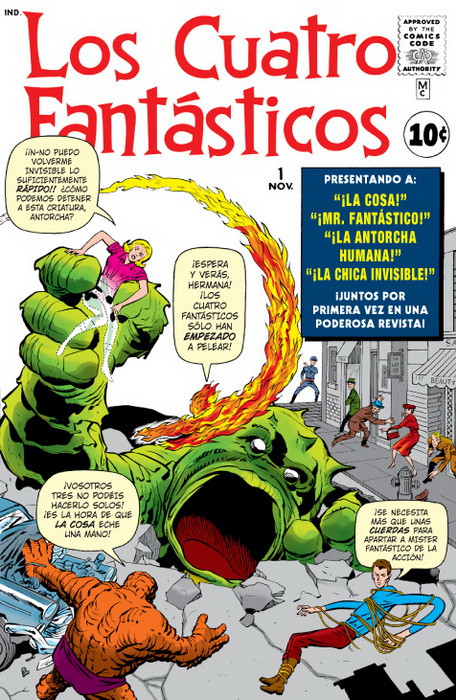 IND.
Los Cuatro
Fantásticos
APPROVED
BY THE
COMICS
CODE
AUTHORITY
M
C
10¢
1
NOV.
PRESENTANDO A:
“¡LA COSA!”
“¡MR. FANTÁSTICO!”
“¡LA ANTORCHA
HUMANA!”
“¡LA CHICA INVISIBLE!”
¡JUNTOS POR
PRIMERA VEZ EN UNA
PODEROSA REVISTA!
¡N-NO PUEDO
VOLVERME
INVISIBLE LO
SUFICIENTEMENTE
RÁPIDO!! ¿CÓMO
PODEMOS DETENER
A ESTA CRIATURA,
ANTORCHA?
¡ESPERA
Y VERÁS,
HERMANA!
¡LOS
CUATRO
FANTÁSTICOS
SÓLO HAN
EMPEZADO
A PELEAR!
BEAUTY
¡VOSOTROS
TRES NO PODÉIS
HACERLO SOLOS!
¡ES LA HORA DE QUE
LA COSA ECHE
UNA MANO!
¡SE NECESITA
MÁS QUE UNAS
CUERDAS PARA
APARTAR A MISTER
FANTÁSTICO DE LA
ACCIÓN!